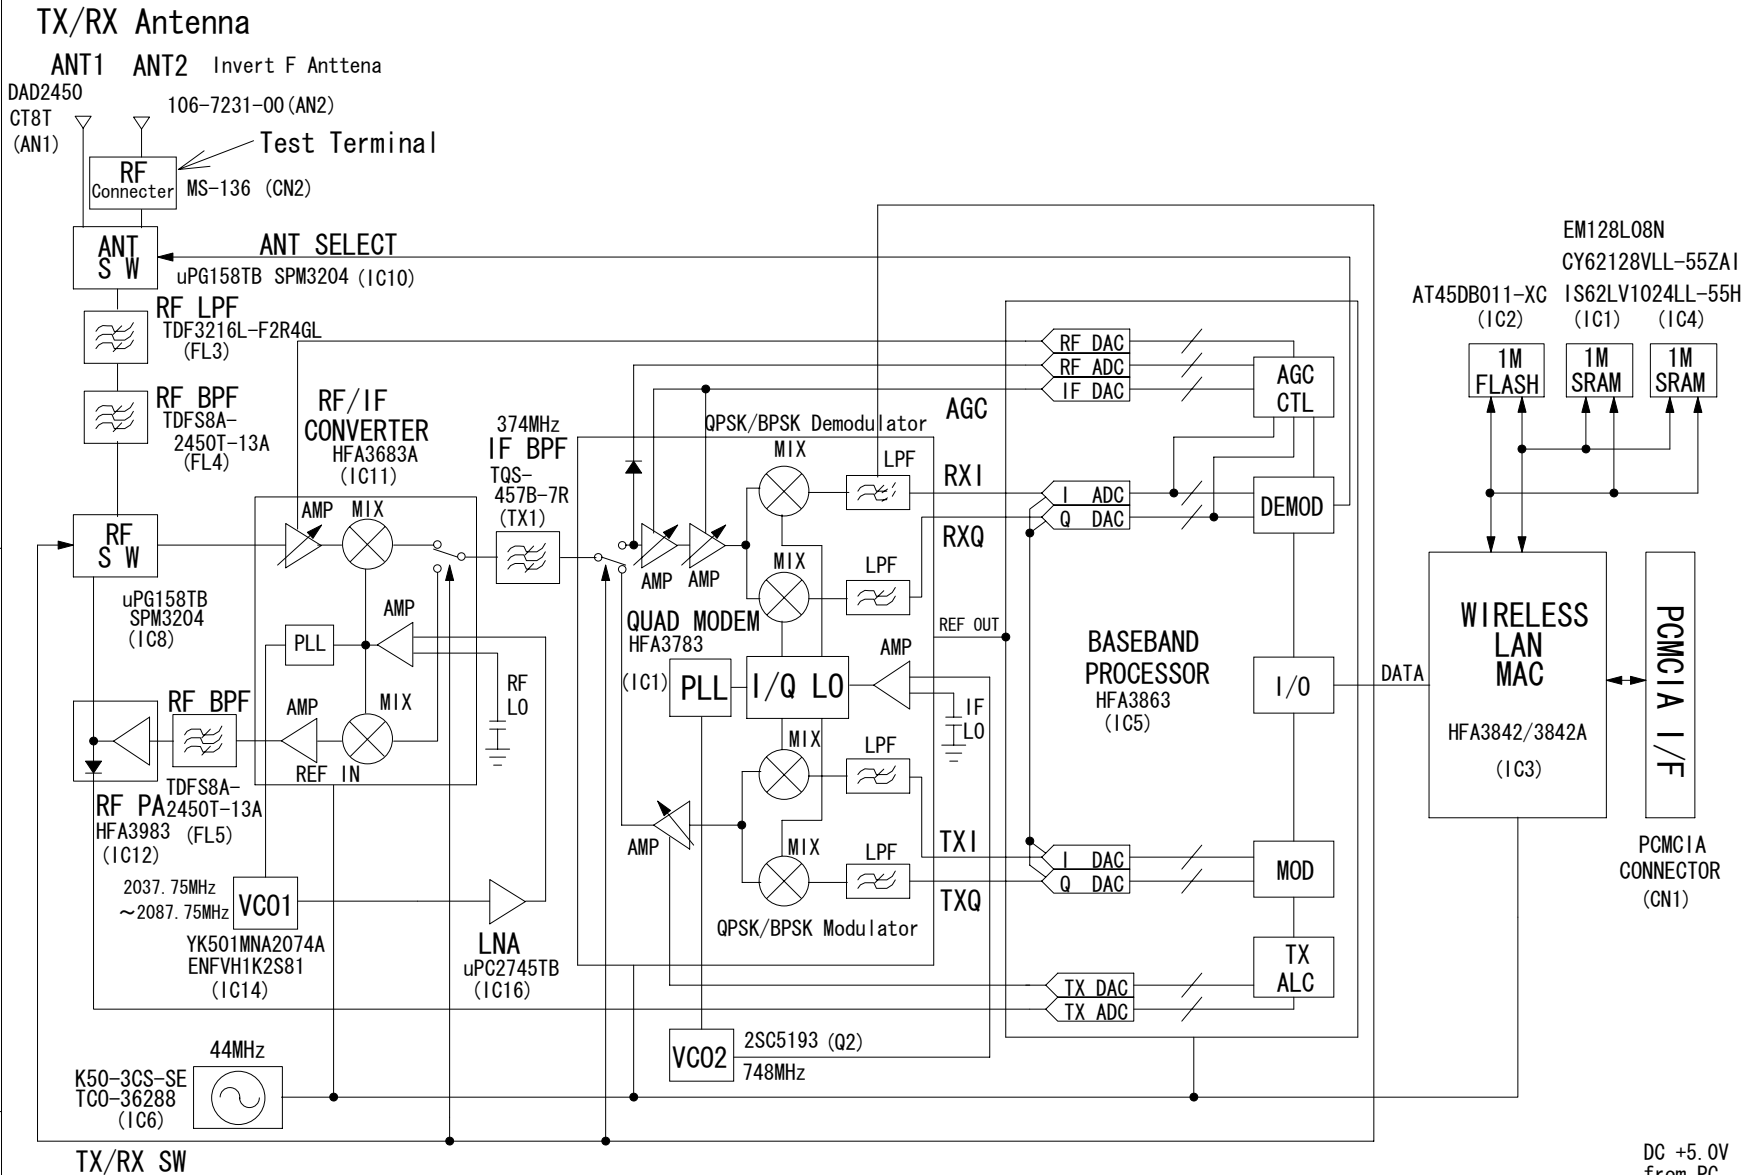 TX/RX Antenna
ANT1 ANT2 Invert F Anttena
DAD2450
CT8T
(AN1)
106-7231-00(AN2)
Test Terminal
RF
Connecter
MS-136 (CN2)
ANT
S W
ANT SELECT
uPG158TB SPM3204 (IC10)
RF LPF
TDF3216L-F2R4GL
(FL3)
RF BPF
TDFS8A-
2450T-13A
(FL4)
RF/IF
CONVERTER
HFA3683A
(IC11)
374MHz
IF BPF
TQS-
457B-7R
(TX1)
AMP
MIX
RF
S W
uPG158TB
SPM3204
(IC8)
PLL
AMP
RF
LO
RF BPF
AMP
MIX
REF IN
TDFS8A-
2450T-13A
(FL5)
RF PA
HFA3983
(IC12)
2037.75MHz
~2087.75MHz
VCO1
YK501MNA2074A
ENFVH1K2S81
(IC14)
LNA
uPC2745TB
(IC16)
44MHz
K50-3CS-SE
TCO-36288
(IC6)
TX/RX SW
QPSK/BPSK Demodulator
MIX
LPF
AMP
AMP
MIX
LPF
QUAD MODEM
HFA3783
(IC1)
PLL
I/Q LO
AMP
IF
LO
MIX
LPF
AMP
MIX
LPF
QPSK/BPSK Modulator
VCO2
2SC5193 (Q2)
748MHz
AGC
RXI
RXQ
REF OUT
TXI
TXQ
RF DAC
RF ADC
IF DAC
AGC
CTL
I ADC
Q DAC
DEMOD
BASEBAND
PROCESSOR
HFA3863
(IC5)
I/O
I DAC
Q DAC
MOD
TX DAC
TX ADC
TX
ALC
DATA
EM128L08N
CY62128VLL-55ZAI
AT45DB011-XC IS62LV1024LL-55H
(IC2) (IC1) (IC4)
1M
FLASH
1M
SRAM
1M
SRAM
WIRELESS
LAN
MAC
HFA3842/3842A
(IC3)
PCMCIA I/F
PCMCIA
CONNECTOR
(CN1)
DC +5.0V
from PC